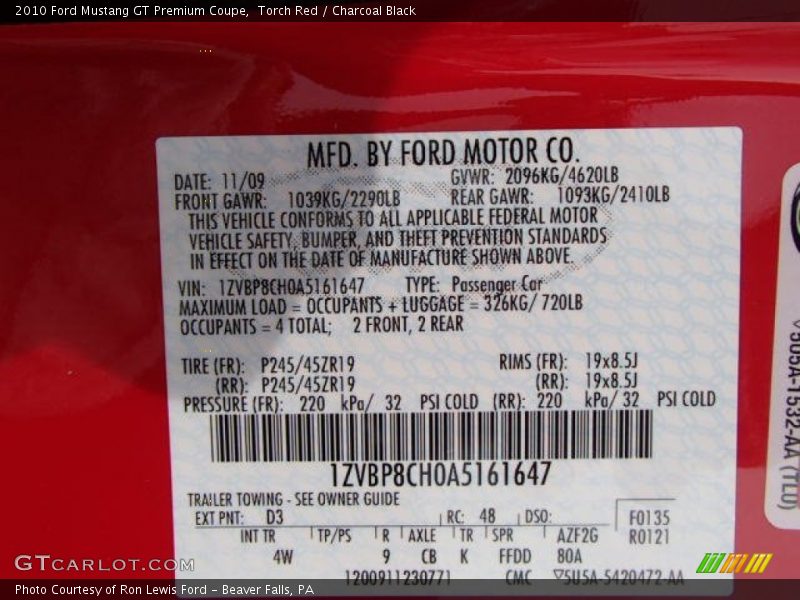 2010 Ford Mustang GT Premium Coupe,  Torch Red / Charcoal Black
MFD. BY FORD MOTOR CO.
DATE: 11/09 GVWR: 2096KG/4620LB
FRONT GAWR: 1039KG/2290LB REAR GAWR: 1093KG/2410LB
THIS VEHICLE CONFORMS TO ALL APPLICABLE FEDERAL MOTOR
VEHICLE SAFETY, BUMPER, AND THEFT PREVENTION STANDARDS
IN EFFECT ON THE DATE OF MANUFACTURE SHOWN ABOVE.
VIN: 1ZVBP8CH0A5161647 TYPE: Passenger Car
MAXIMUM LOAD = OCCUPANTS + LUGGAGE = 326KG/ 720LB
OCCUPANTS = 4 TOTAL; 2 FRONT, 2 REAR
TIRE (FR): P245/45ZR19 RIMS (FR): 19x8.5J
(RR): P245/45ZR19 (RR): 19x8.5J
PRESSURE (FR): 220 kPa/ 32 PSI COLD (RR): 220 kPa/ 32 PSI COLD
1ZVBP8CH0A5161647
TRAILER TOWING - SEE OWNER GUIDE
EXT PNT: D3 RC: 48 DSO: F0135
INT TR TP/PS R AXLE TR SPR AZF2G R0121
4W 9 CB K FFDD 80A
1200911230771 CMC ▽5U5A-5420472-AA
5U5A-1532-AA (TLU)
GTCARLOT.COM
Photo Courtesy of Ron Lewis Ford – Beaver Falls, PA